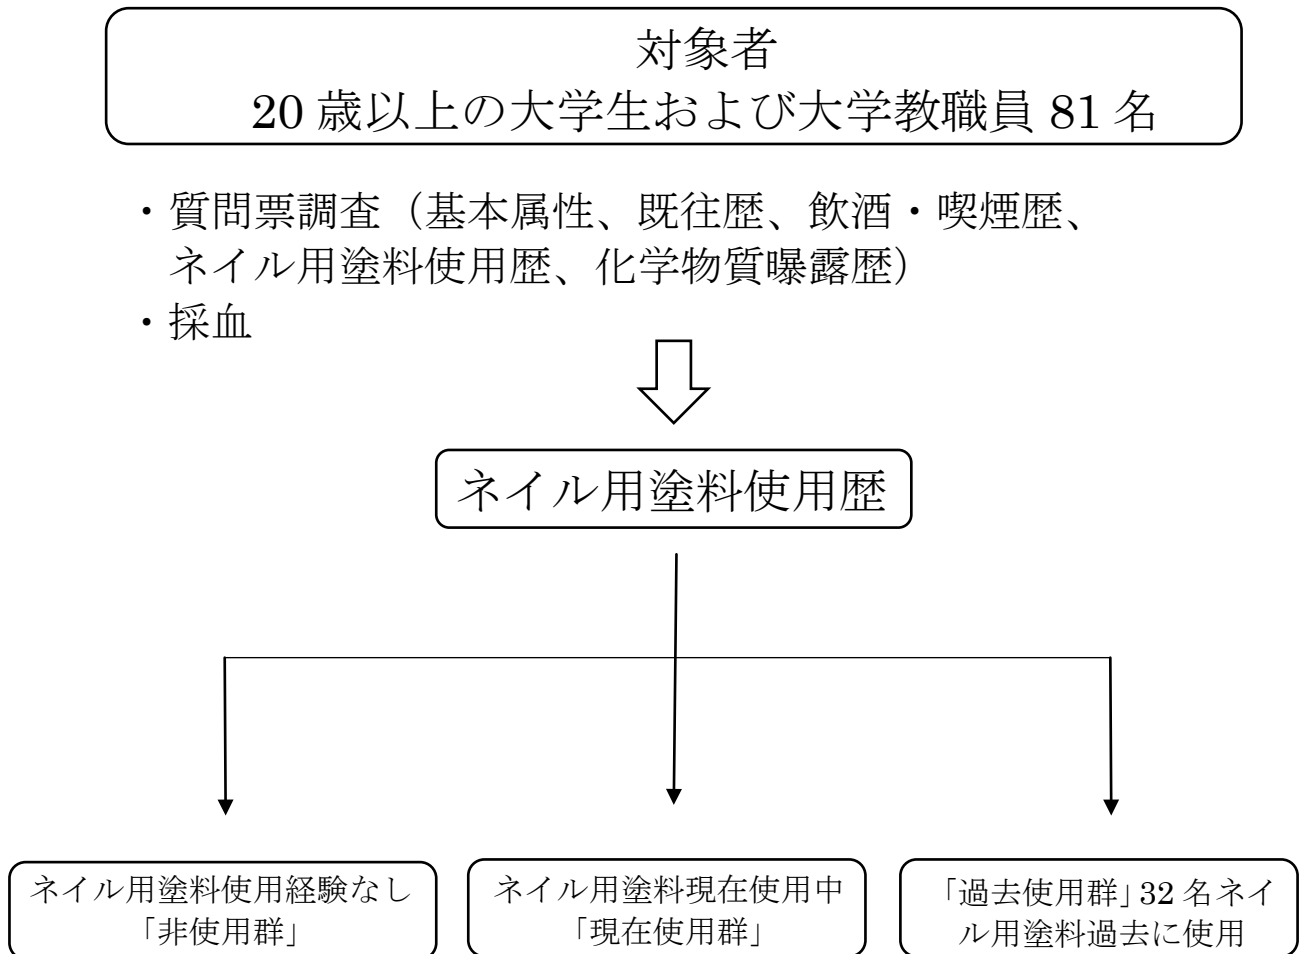 対象者
20 歳以上の大学生および大学教職員 81 名
・質問票調査（基本属性、既往歴、飲酒・喫煙歴、
ネイル用塗料使用歴、化学物質曝露歴）
・採血
ネイル用塗料使用歴
ネイル用塗料使用経験なし
「非使用群」
ネイル用塗料現在使用中
「現在使用群」
「過去使用群」32 名ネイ
ル用塗料過去に使用